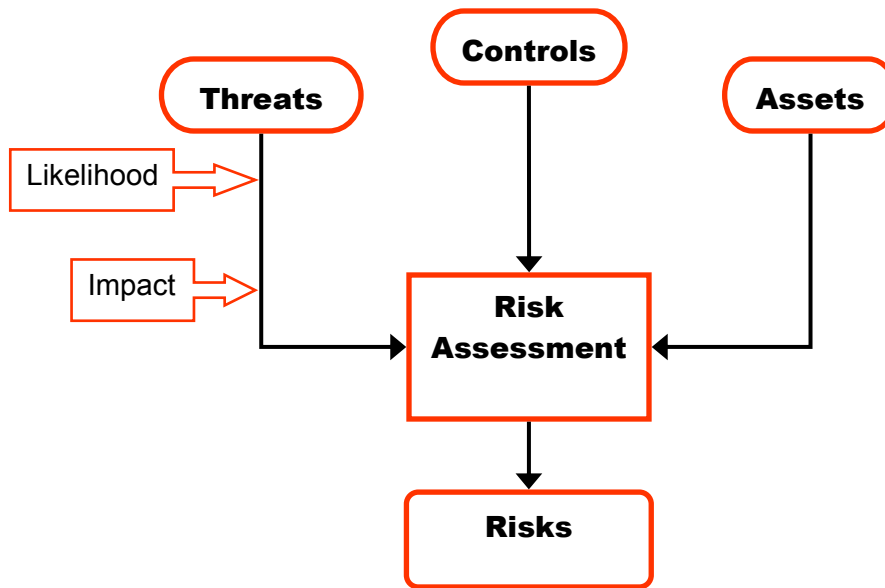 Controls
Threats
Assets
Likelihood
Impact
Risk
Assessment
Risks